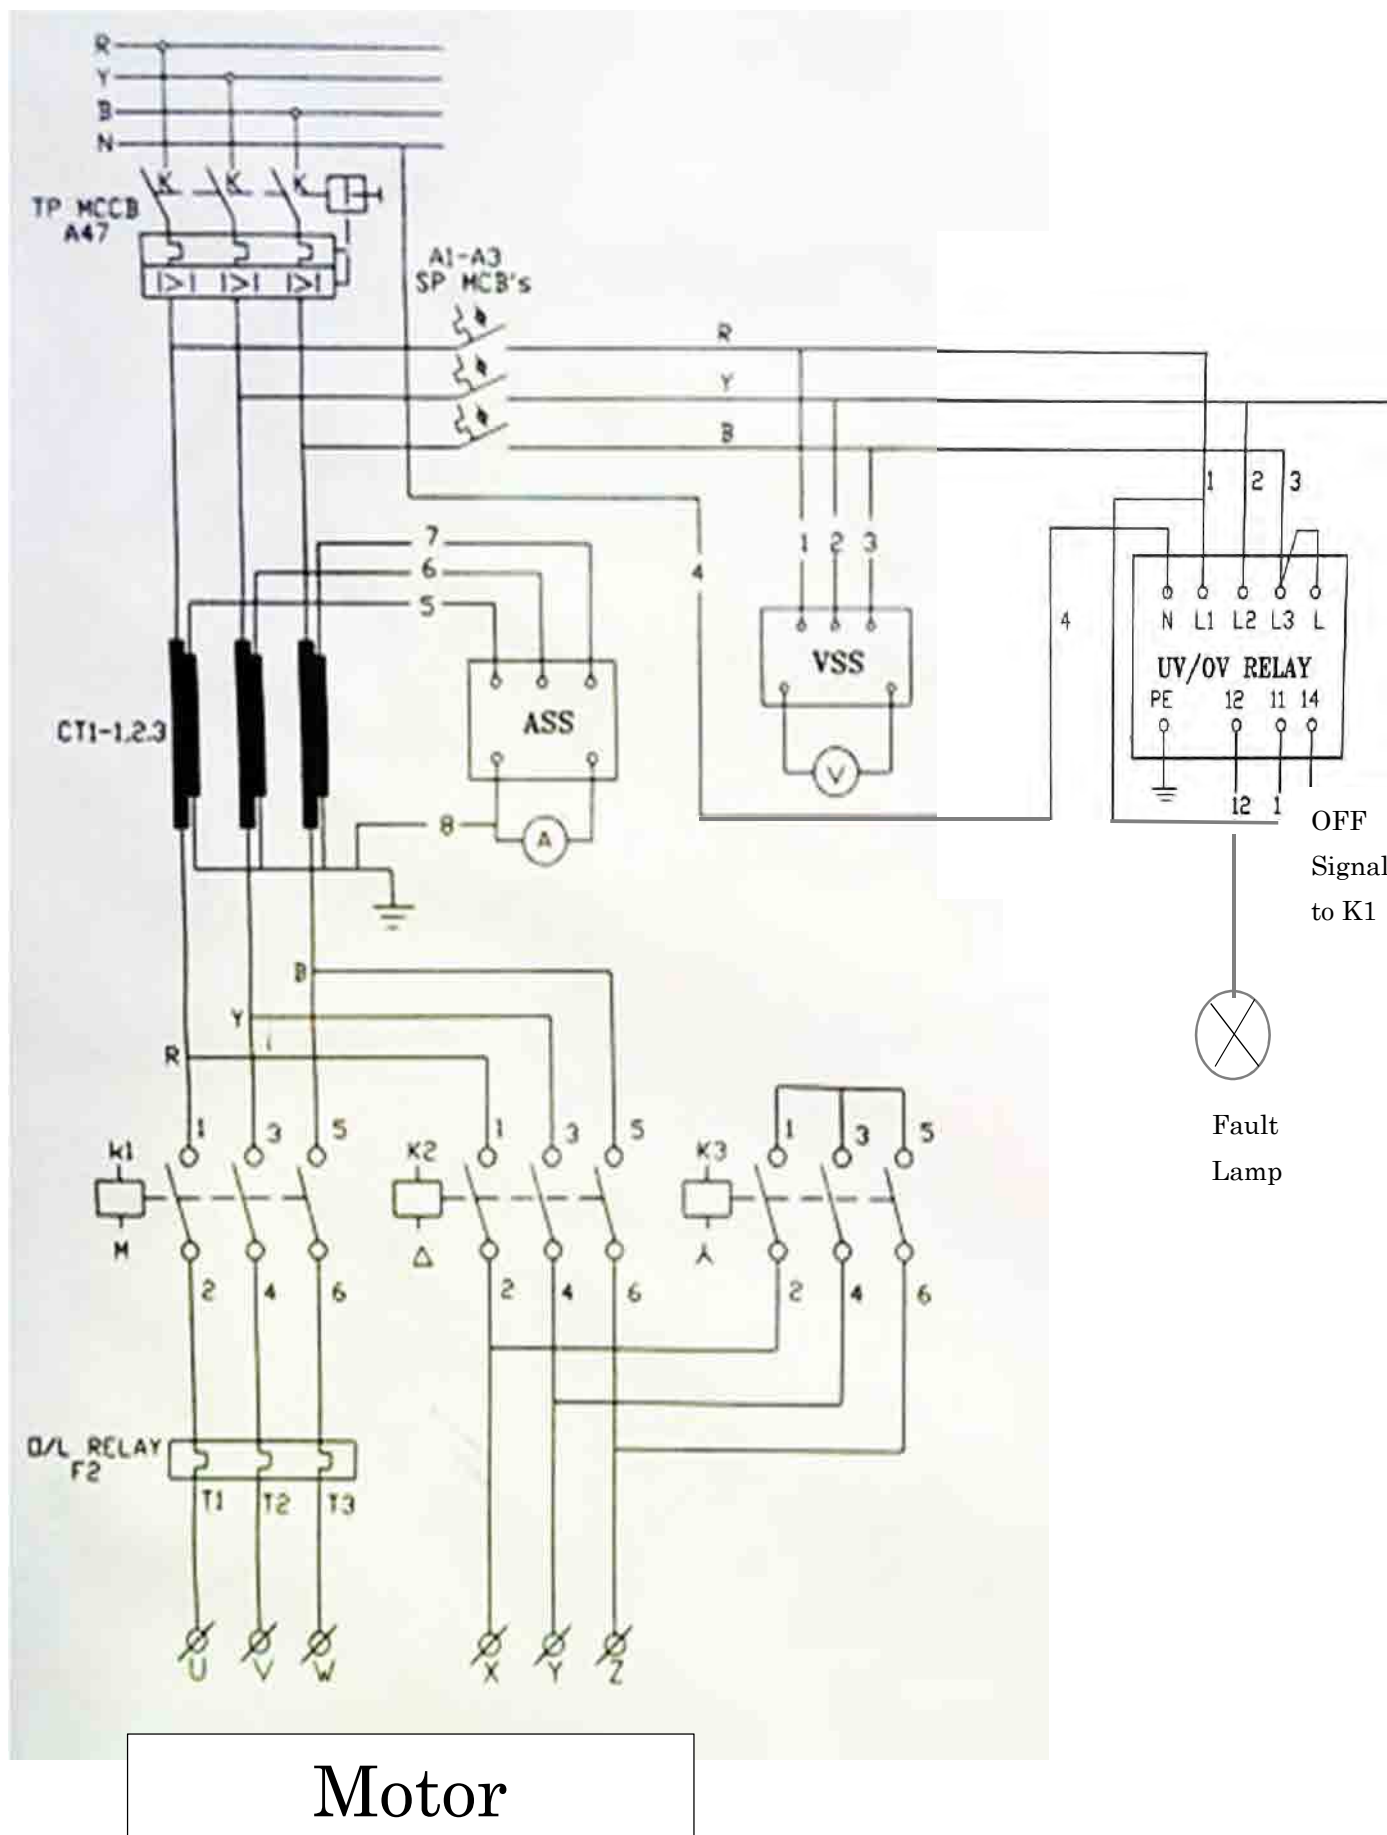 R
Y
B
N
TP MCCB
A47
K K K
I>I I>I I>I
A1-A3
SP MCB's
R
Y
B
1 2 3
7
6
5
4
1 2 3
4
N L1 L2 L3 L
UV/OV RELAY
PE 12 11 14
12 1
VSS
V
ASS
CT1-1,2,3
8
A
OFF
Signal
to K1
B
Y
R
Fault
Lamp
1 3 5
k1
M
2 4 6
1 3 5
K2
Δ
2 4 6
1 3 5
K3
2 4 6
O/L RELAY
F2
T1 T2 T3
U V W X Y Z
Motor